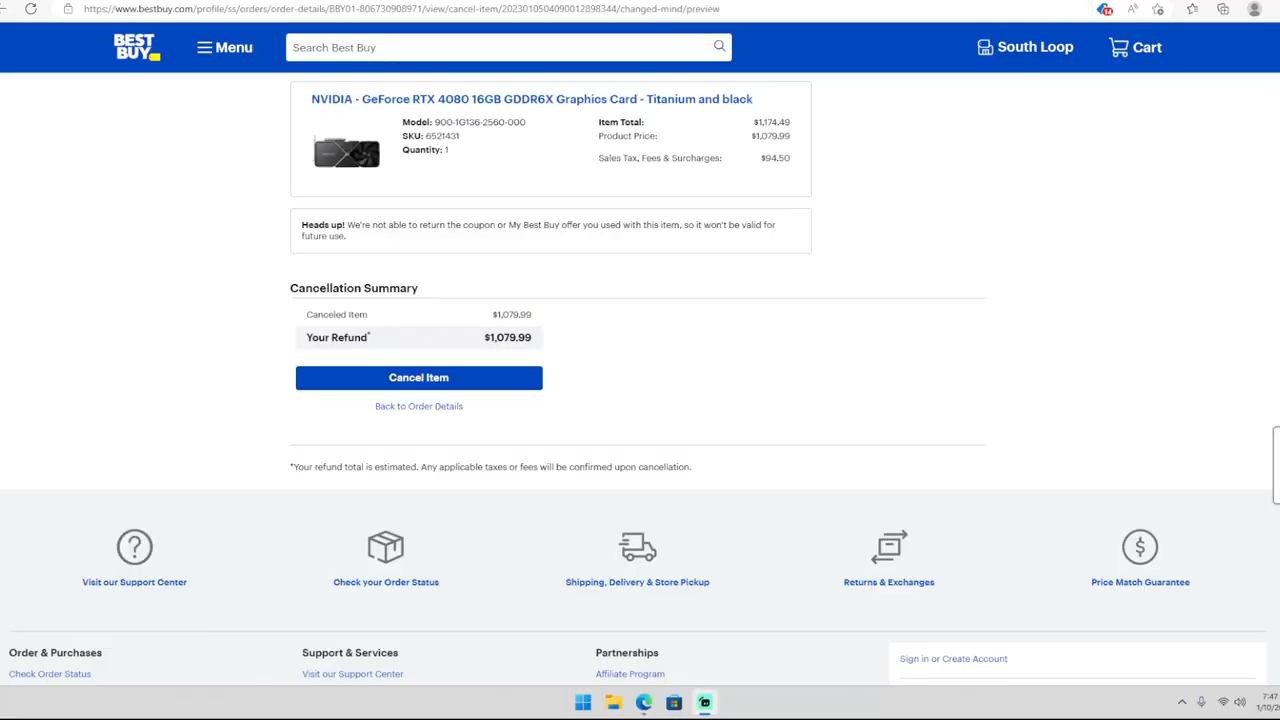 https://www.bestbuy.com/profile/ss/orders/order-details/BBY01-806730908971/view/cancel-item/2023010504090012898344/changed-mind/preview
14
BEST BUY
Menu
Search Best Buy
South Loop
Cart
NVIDIA - GeForce RTX 4080 16GB GDDR6X Graphics Card - Titanium and black
Model: 900-1G136-2560-000
SKU: 6521431
Quantity: 1
Item Total: $1,174.49
Product Price: $1,079.99
Sales Tax, Fees & Surcharges: $94.50
Heads up! We're not able to return the coupon or My Best Buy offer you used with this item, so it won't be valid for
future use.
Cancellation Summary
Canceled Item $1,079.99
Your Refund* $1,079.99
Cancel Item
Back to Order Details
*Your refund total is estimated. Any applicable taxes or fees will be confirmed upon cancellation.
Visit our Support Center
Check your Order Status
Shipping, Delivery & Store Pickup
Returns & Exchanges
Price Match Guarantee
Order & Purchases
Check Order Status
Support & Services
Visit our Support Center
Partnerships
Affiliate Program
Sign in or Create Account
7:47
1/10/2